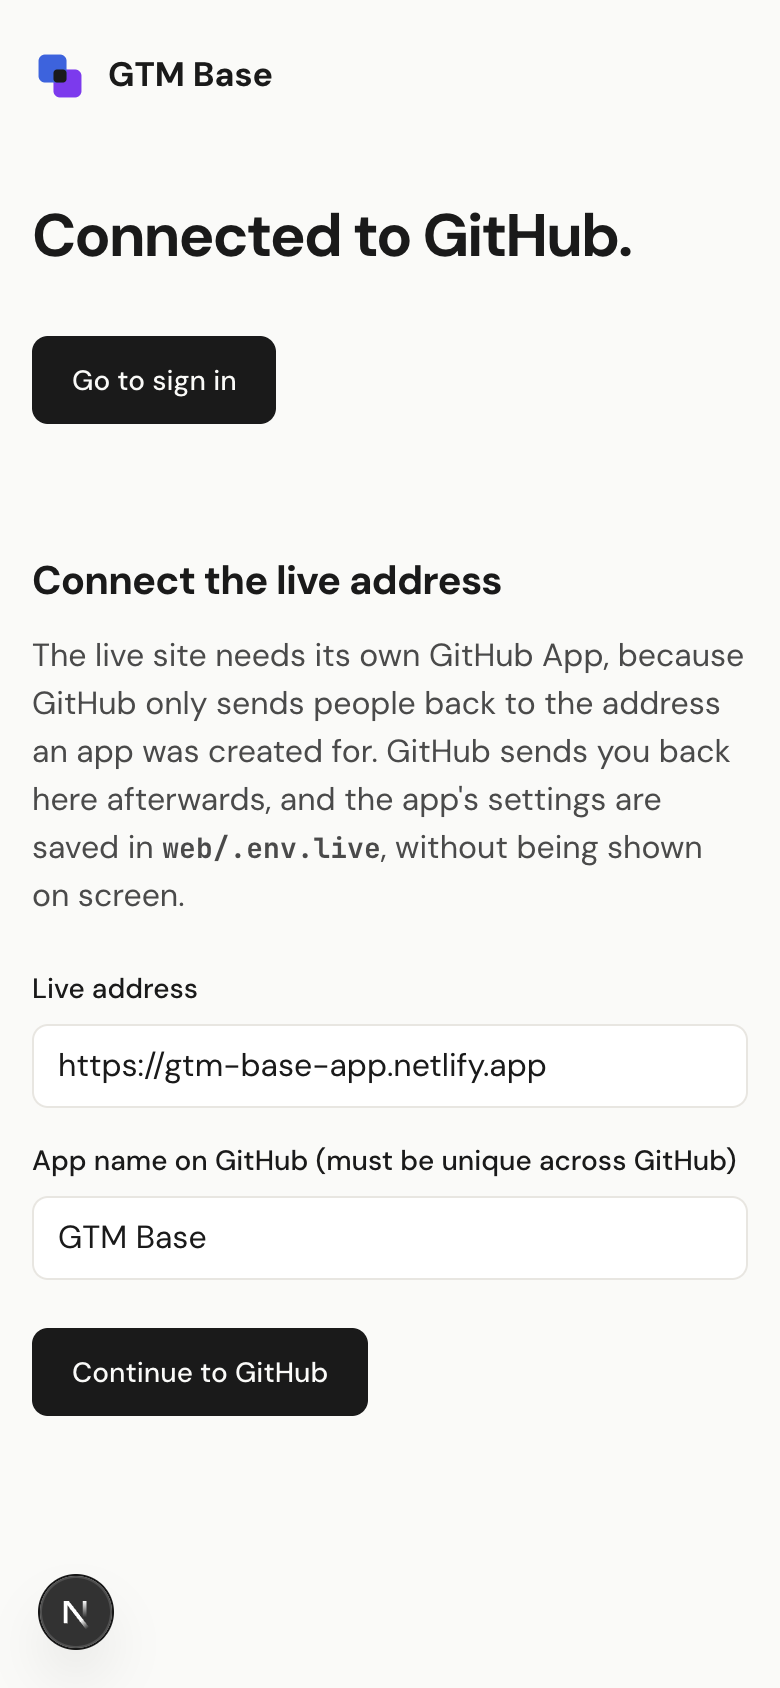 GTM Base
Connected to GitHub.
Go to sign in
Connect the live address
The live site needs its own GitHub App, because
GitHub only sends people back to the address
an app was created for. GitHub sends you back
here afterwards, and the app's settings are
saved in web/.env.live, without being shown
on screen.
Live address
https://gtm-base-app.netlify.app
App name on GitHub (must be unique across GitHub)
GTM Base
Continue to GitHub
N